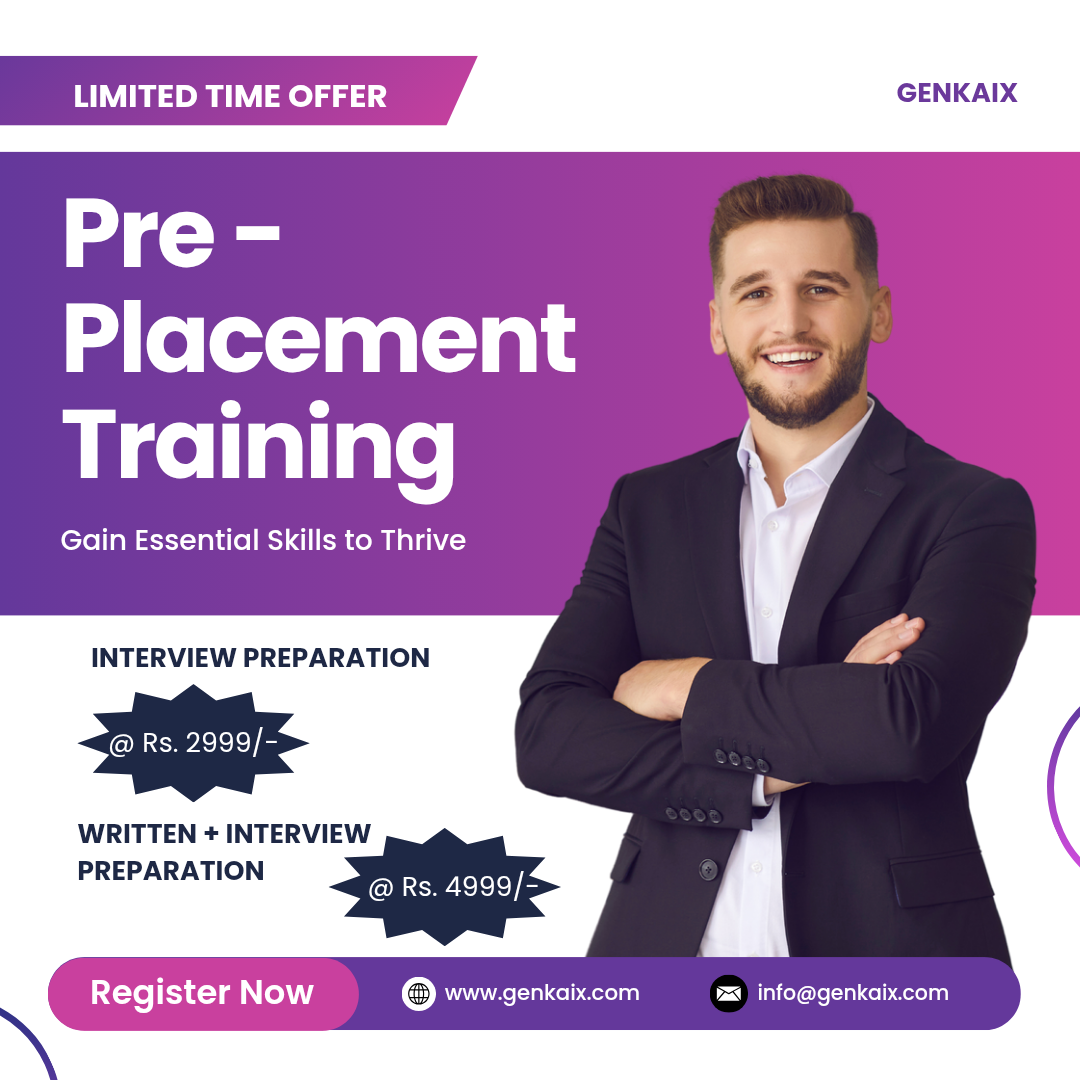 LIMITED TIME OFFER
GENKAIX
Pre -
Placement
Training
Gain Essential Skills to Thrive
INTERVIEW PREPARATION
@ Rs. 2999/-
WRITTEN + INTERVIEW
PREPARATION
@ Rs. 4999/-
Register Now
www.genkaix.com
info@genkaix.com